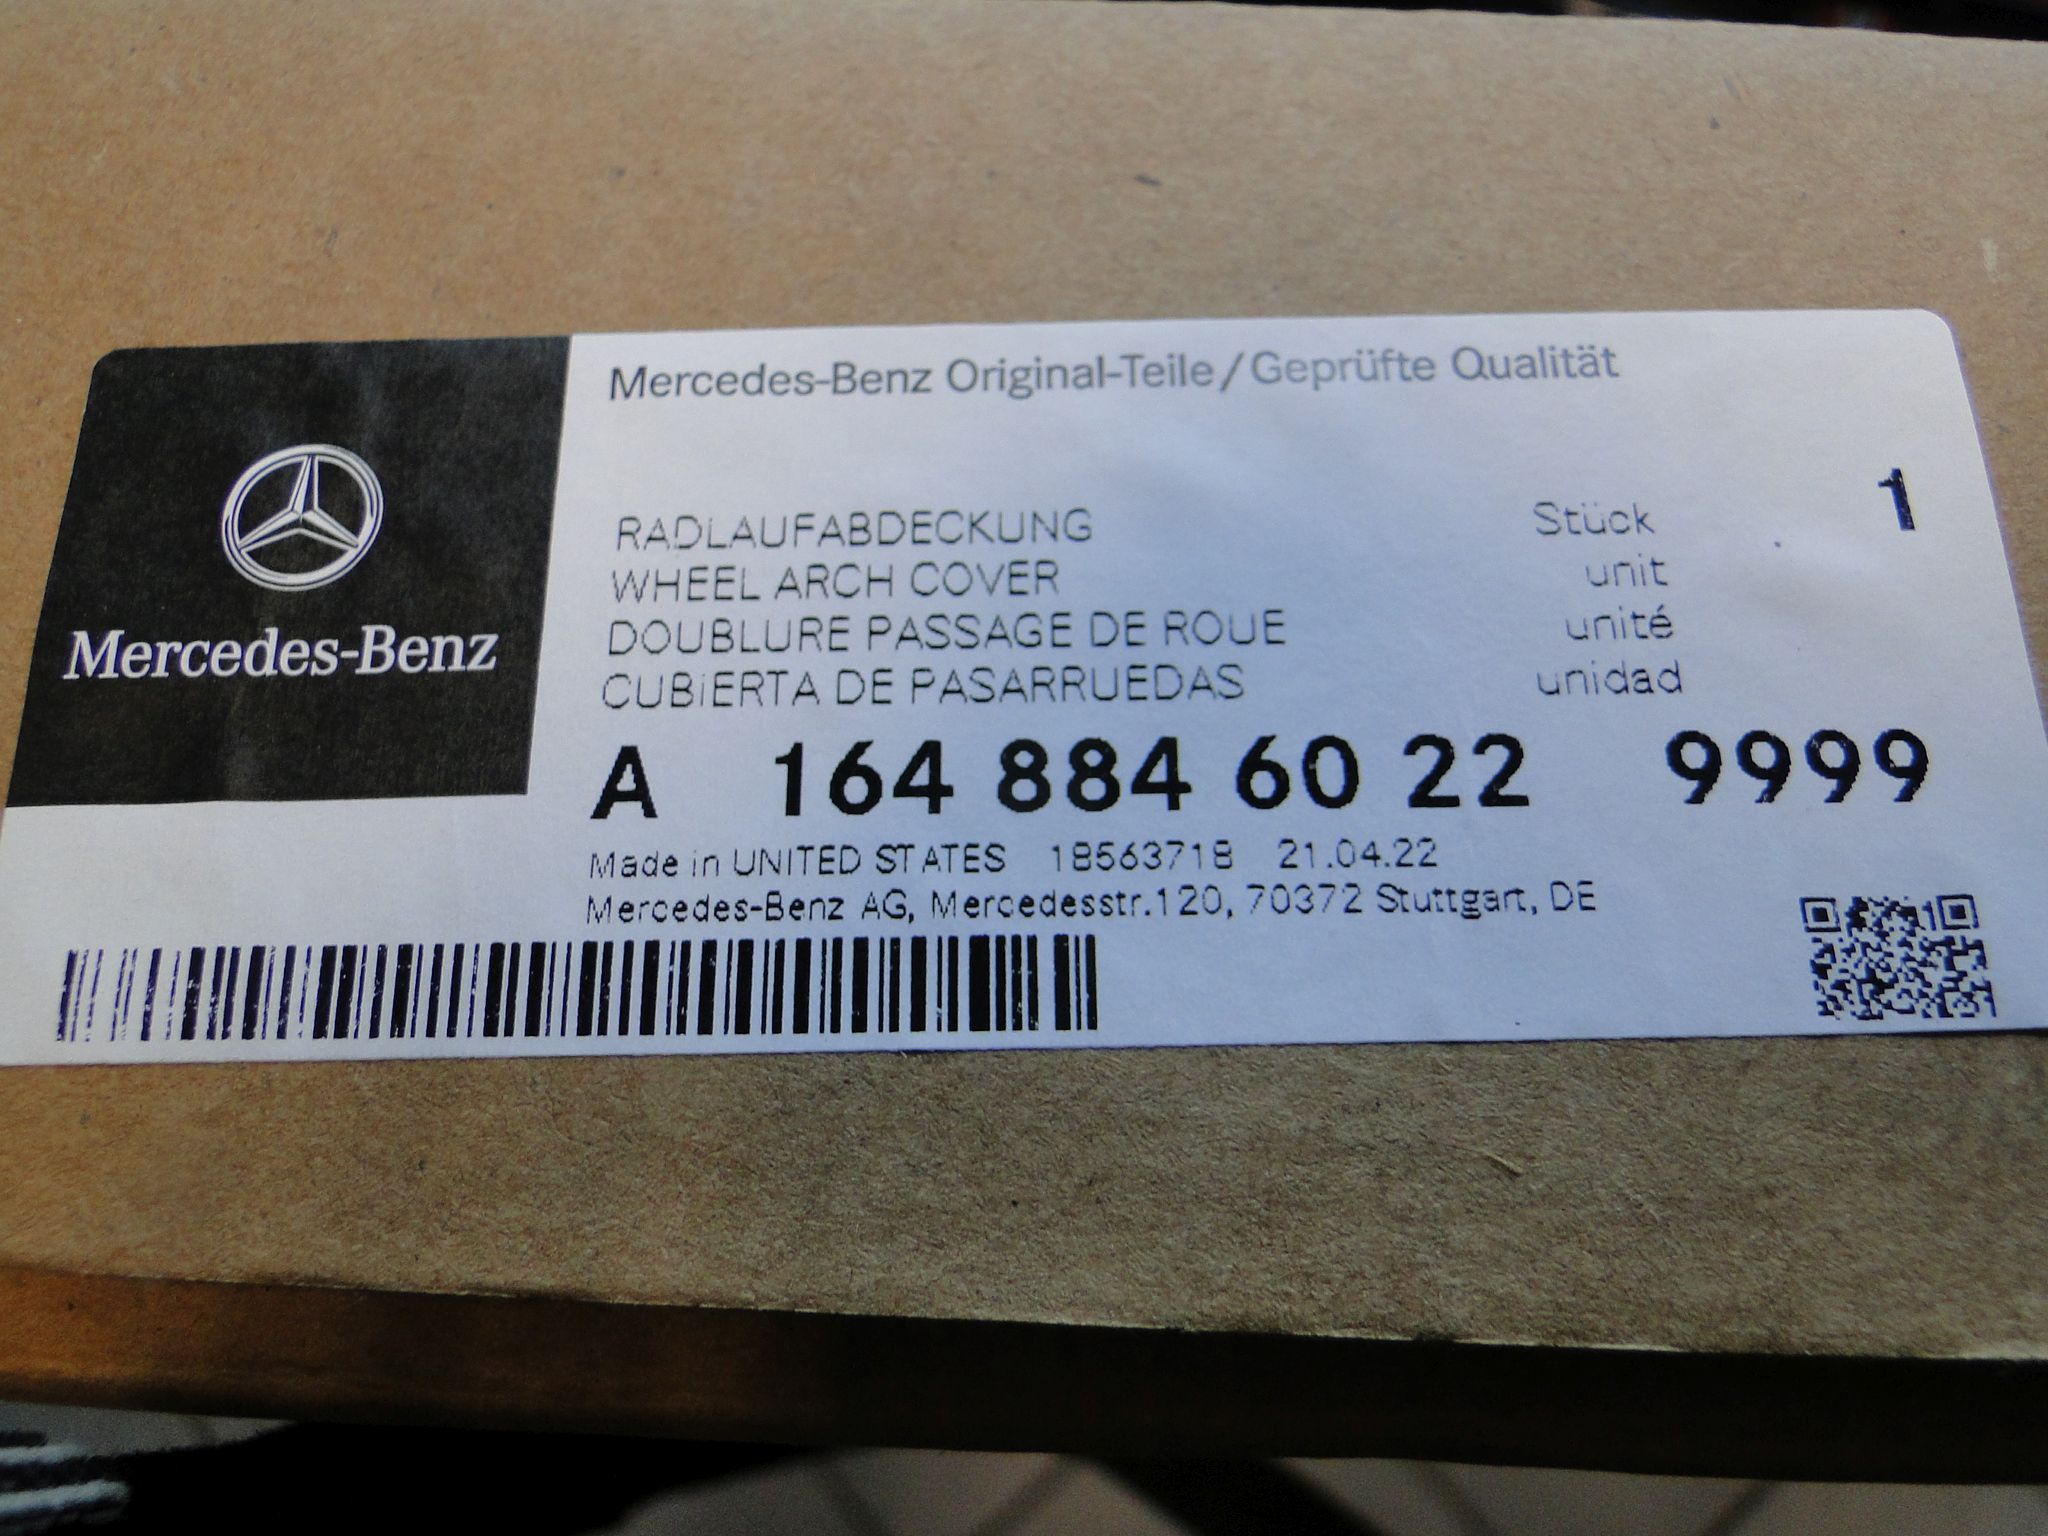 Mercedes-Benz
Mercedes-Benz Original-Teile/Geprüfte Qualität
RADLAUFABDECKUNG Stück 1
WHEEL ARCH COVER unit
DOUBLURE PASSAGE DE ROUE unité
CUBiERTA DE PASARRUEDAS unidad
A 164 884 60 22 9999
Made in UNITED STATES 18563718 21.04.22
Mercedes-Benz AG, Mercedesstr.120, 70372 Stuttgart, DE